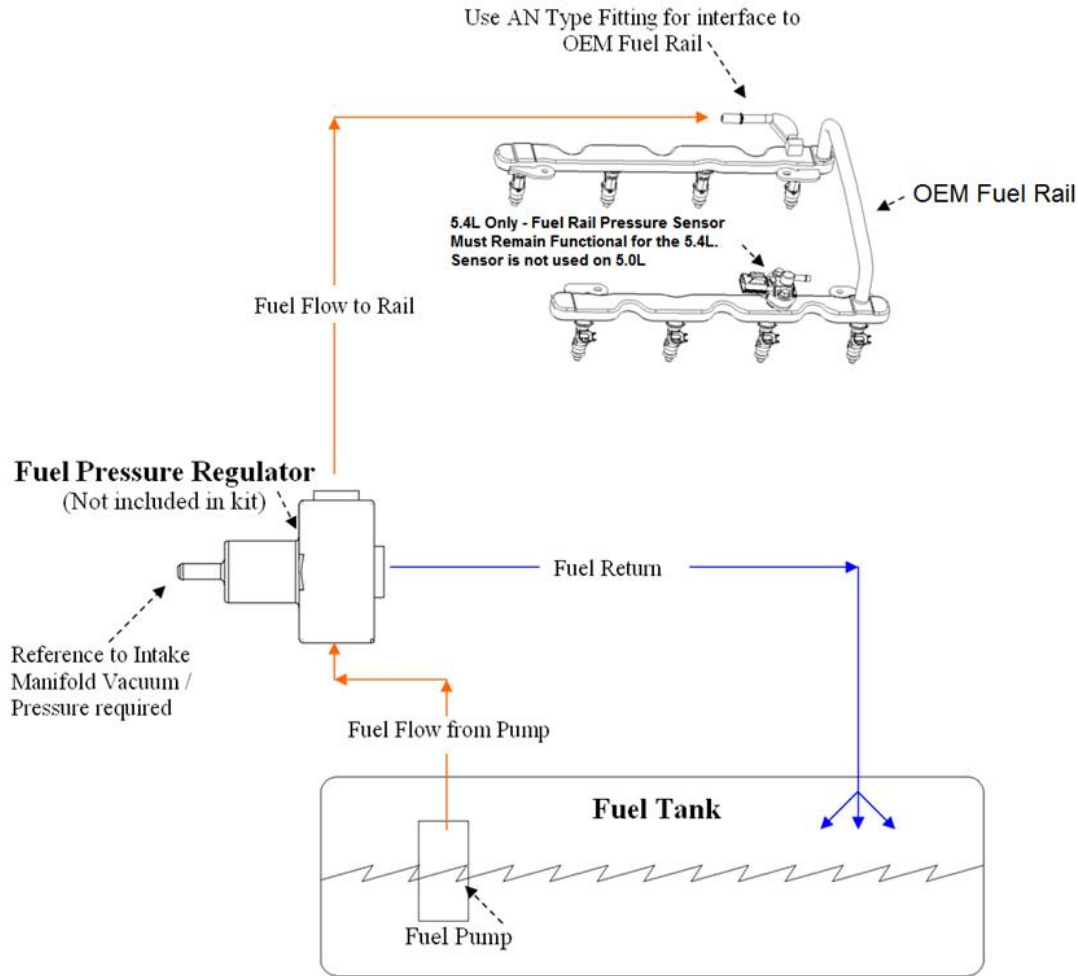 Use AN Type Fitting for interface to
OEM Fuel Rail
OEM Fuel Rail
5.4L Only - Fuel Rail Pressure Sensor
Must Remain Functional for the 5.4L.
Sensor is not used on 5.0L
Fuel Flow to Rail
Fuel Pressure Regulator
(Not included in kit)
Fuel Return
Reference to Intake
Manifold Vacuum /
Pressure required
Fuel Flow from Pump
Fuel Tank
Fuel Pump